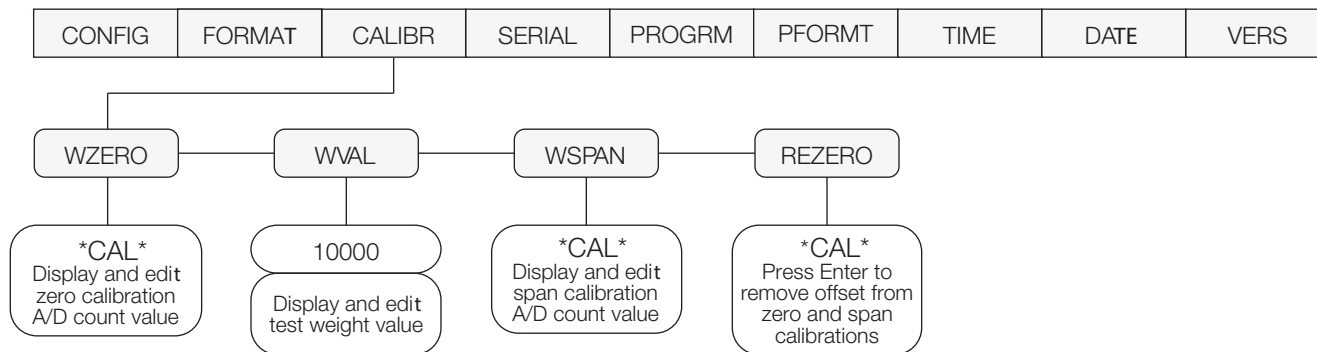 CONFIG FORMAT CALIBR SERIAL PROGRM PFORMT TIME DATE VERS
WZERO WVAL WSPAN REZERO
*CAL*
Display and edit
zero calibration
A/D count value
10000
Display and edit
test weight value
*CAL*
Display and edit
span calibration
A/D count value
*CAL*
Press Enter to
remove offset from
zero and span
calibrations